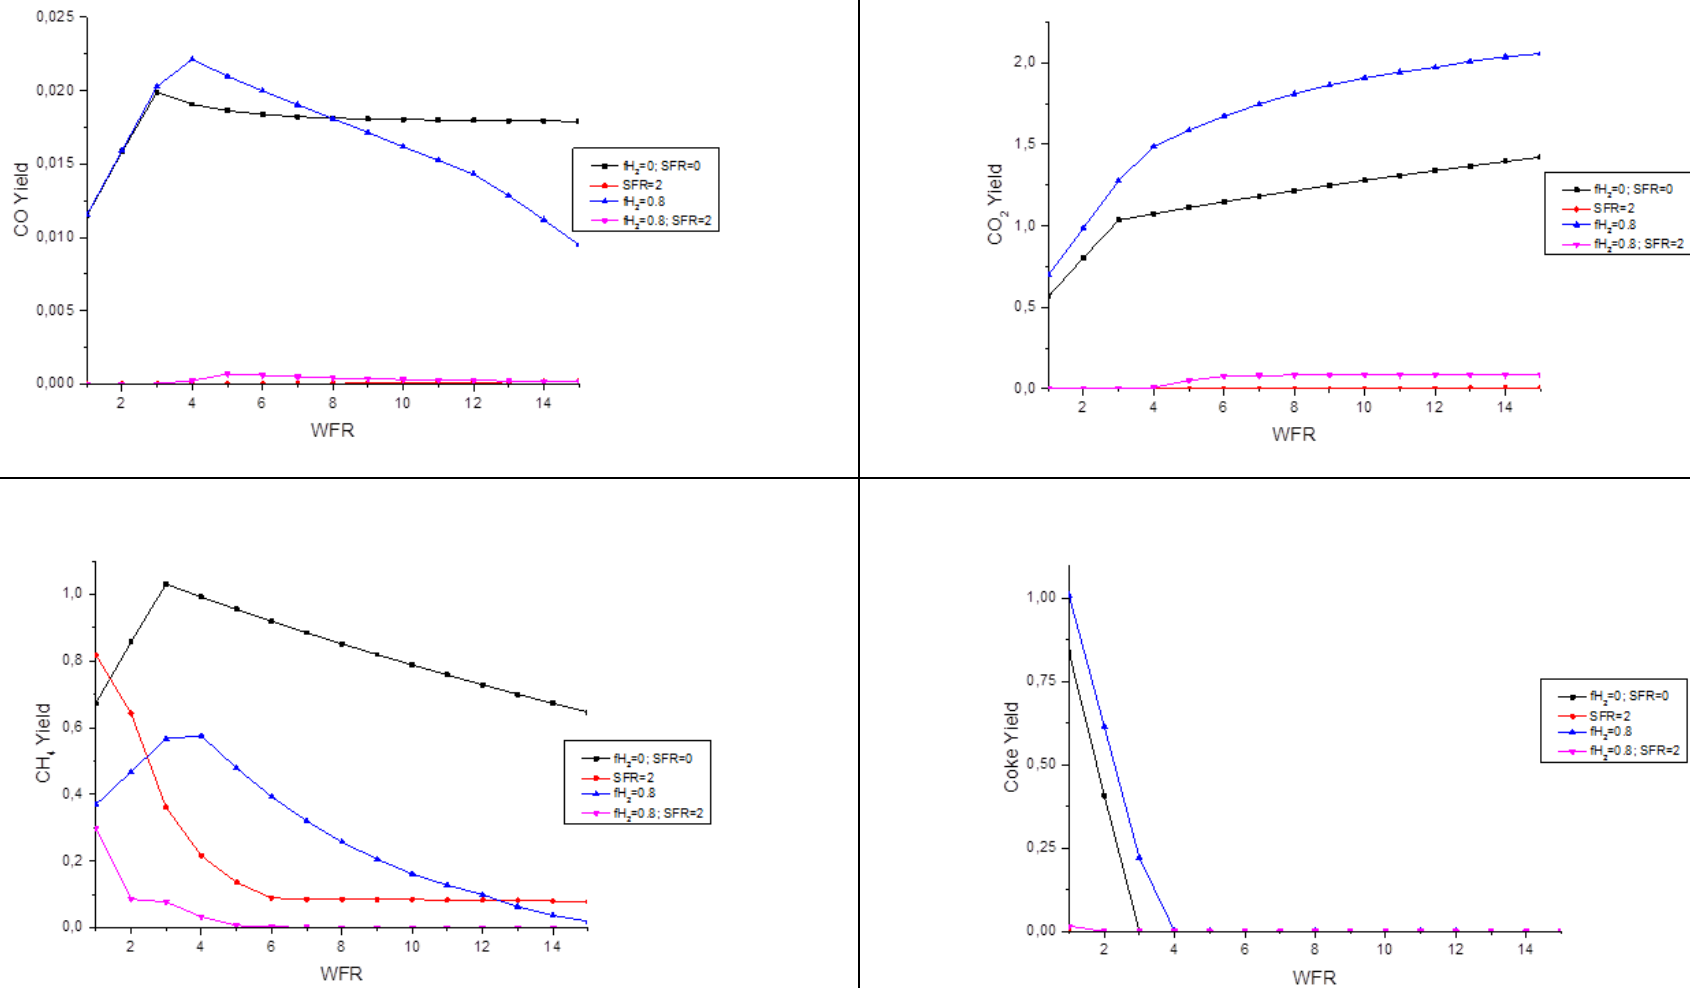 0,025
0,020
0,015
0,010
0,005
0,000
CO Yield
2 4 6 8 10 12 14
WFR
fH₂=0; SFR=0
SFR=2
fH₂=0.8
fH₂=0.8; SFR=2
2,0
1,5
1,0
0,5
0,0
CO₂ Yield
2 4 6 8 10 12 14
WFR
fH₂=0; SFR=0
SFR=2
fH₂=0.8
fH₂=0.8; SFR=2
1,0
0,8
0,6
0,4
0,2
0,0
CH₄ Yield
2 4 6 8 10 12 14
WFR
fH₂=0; SFR=0
SFR=2
fH₂=0.8
fH₂=0.8; SFR=2
1,00
0,75
0,50
0,25
0,00
Coke Yield
2 4 6 8 10 12 14
WFR
fH₂=0; SFR=0
SFR=2
fH₂=0.8
fH₂=0.8; SFR=2